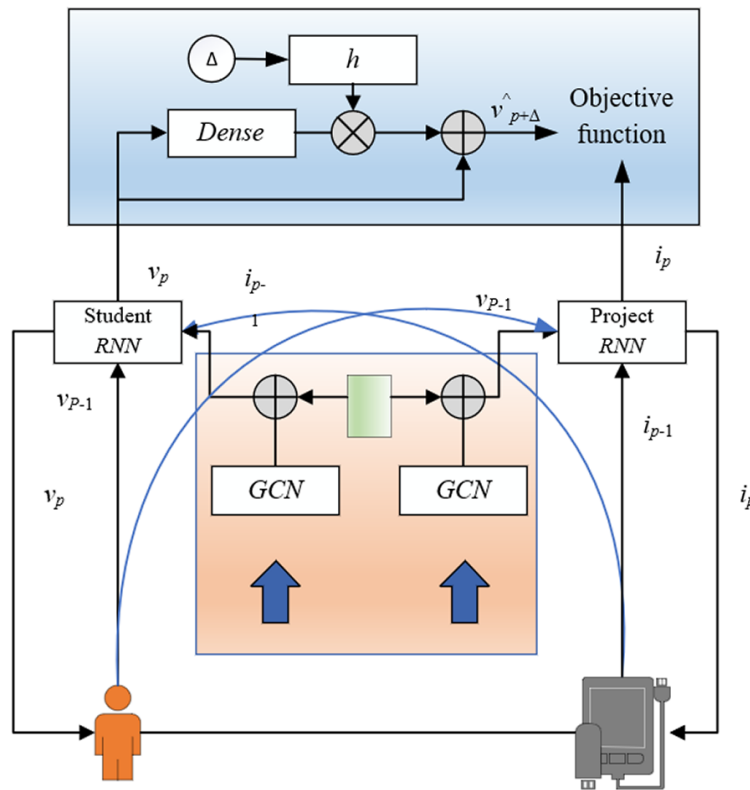 Δ
h
Dense
v^p+Δ
Objective
function
vp
ip-
1
vP-1
ip
Student
RNN
Project
RNN
vP-1
ip-1
GCN
GCN
vp
ip